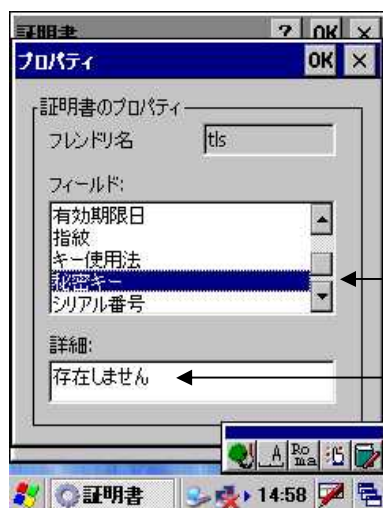 証明書 ? OK ×
プロパティ OK ×
証明書のプロパティ
フレンドリ名 tls
フィールド:
有効期限日
指紋
キー使用法
秘密キー
シリアル番号
詳細:
存在しません
A Roma
証明書 14:58